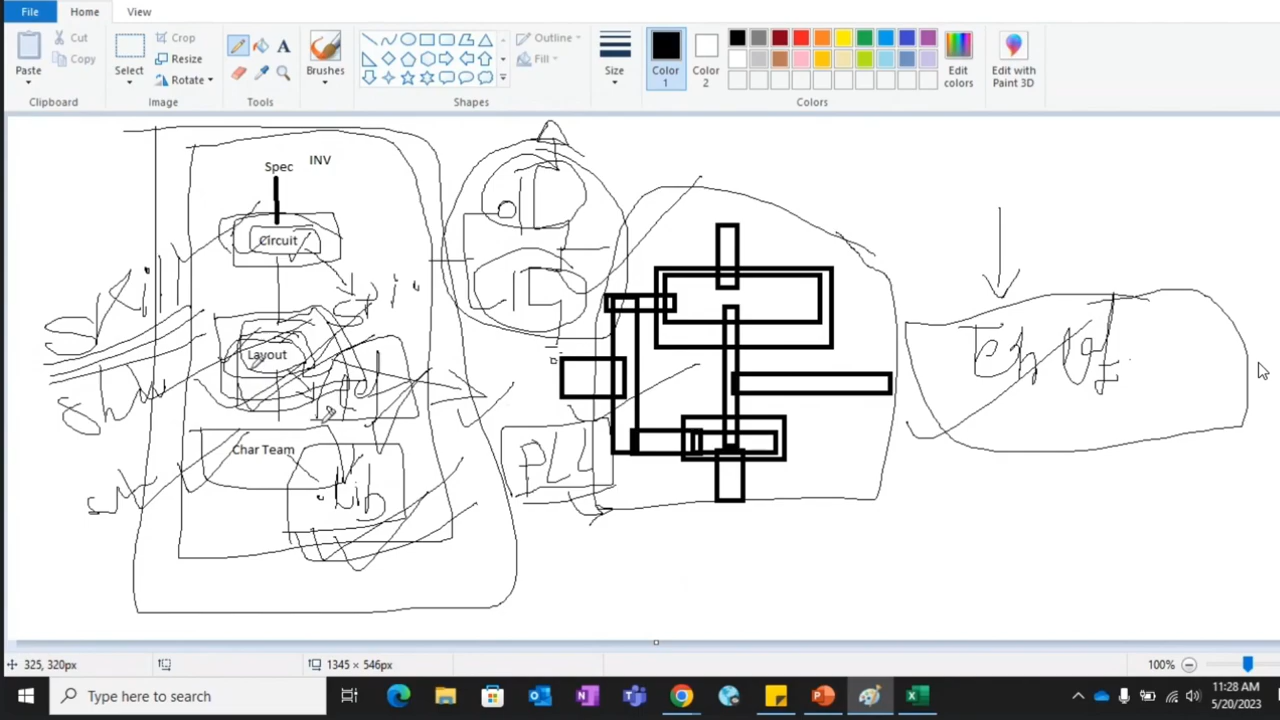 File
Home
View
Paste
Cut
Copy
Clipboard
Select
Crop
Resize
Rotate
Image
Tools
Brushes
Shapes
Outline
Fill
Size
Color
1
Color
2
Colors
Edit
colors
Edit with
Paint 3D
Spec
INV
Circuit
Layout
Char Team
.lib
PLL
325, 320px
1345 × 546px
100%
Type here to search
11:28 AM
5/20/2023